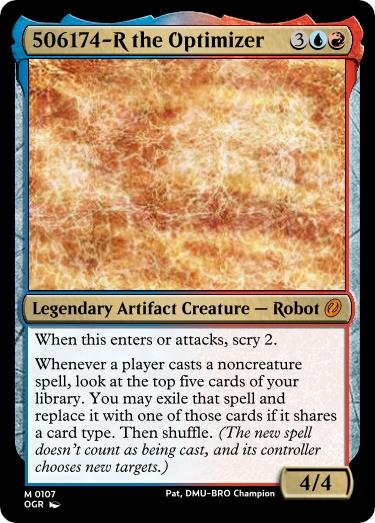 506174-R the Optimizer 3
Legendary Artifact Creature — Robot
When this enters or attacks, scry 2.
Whenever a player casts a noncreature
spell, look at the top five cards of your
library. You may exile that spell and
replace it with one of those cards if it shares
a card type. Then shuffle. (The new spell
doesn't count as being cast, and its controller
chooses new targets.)
4/4
M 0107
Pat, DMU-BRO Champion
OGR